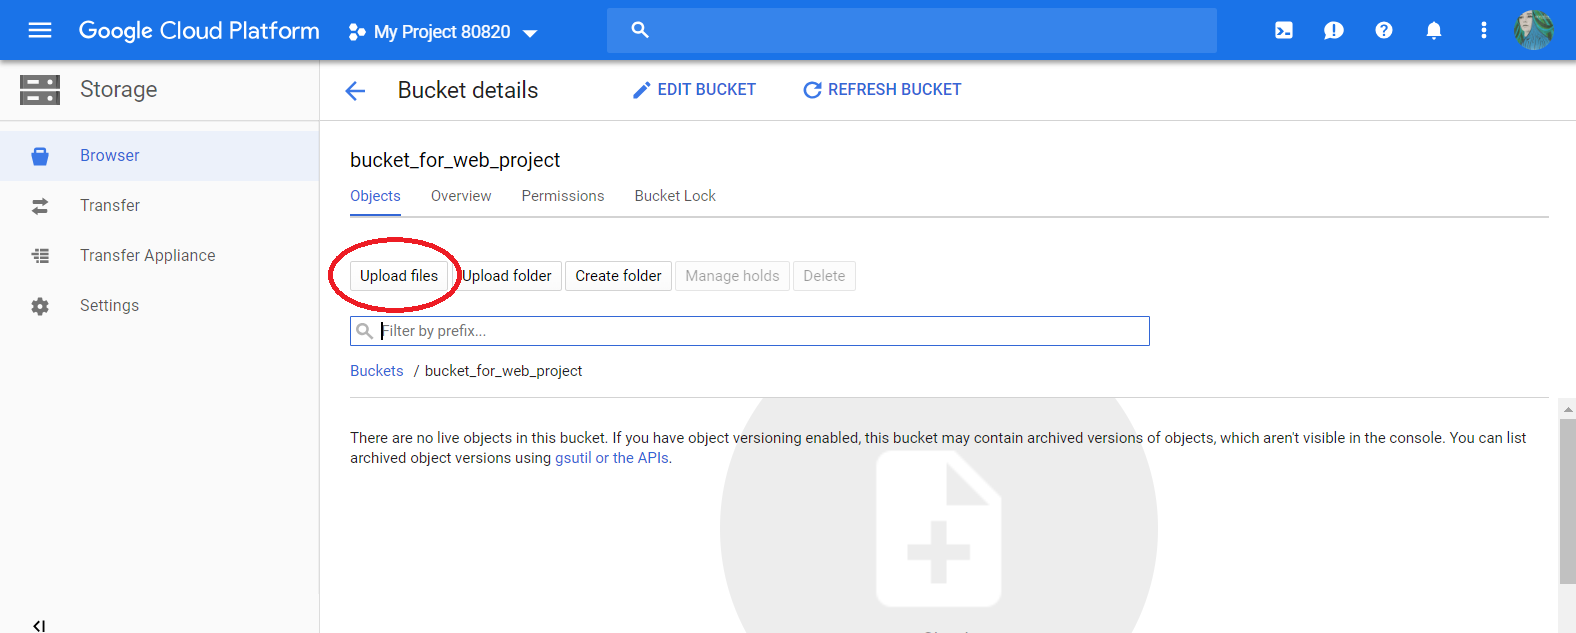 Google Cloud Platform My Project 80820
Storage Bucket details EDIT BUCKET REFRESH BUCKET
Browser
Transfer
Transfer Appliance
Settings
bucket_for_web_project
Objects Overview Permissions Bucket Lock
Upload files Upload folder Create folder Manage holds Delete
Filter by prefix...
Buckets / bucket_for_web_project
There are no live objects in this bucket. If you have object versioning enabled, this bucket may contain archived versions of objects, which aren't visible in the console. You can list
archived object versions using gsutil or the APIs.